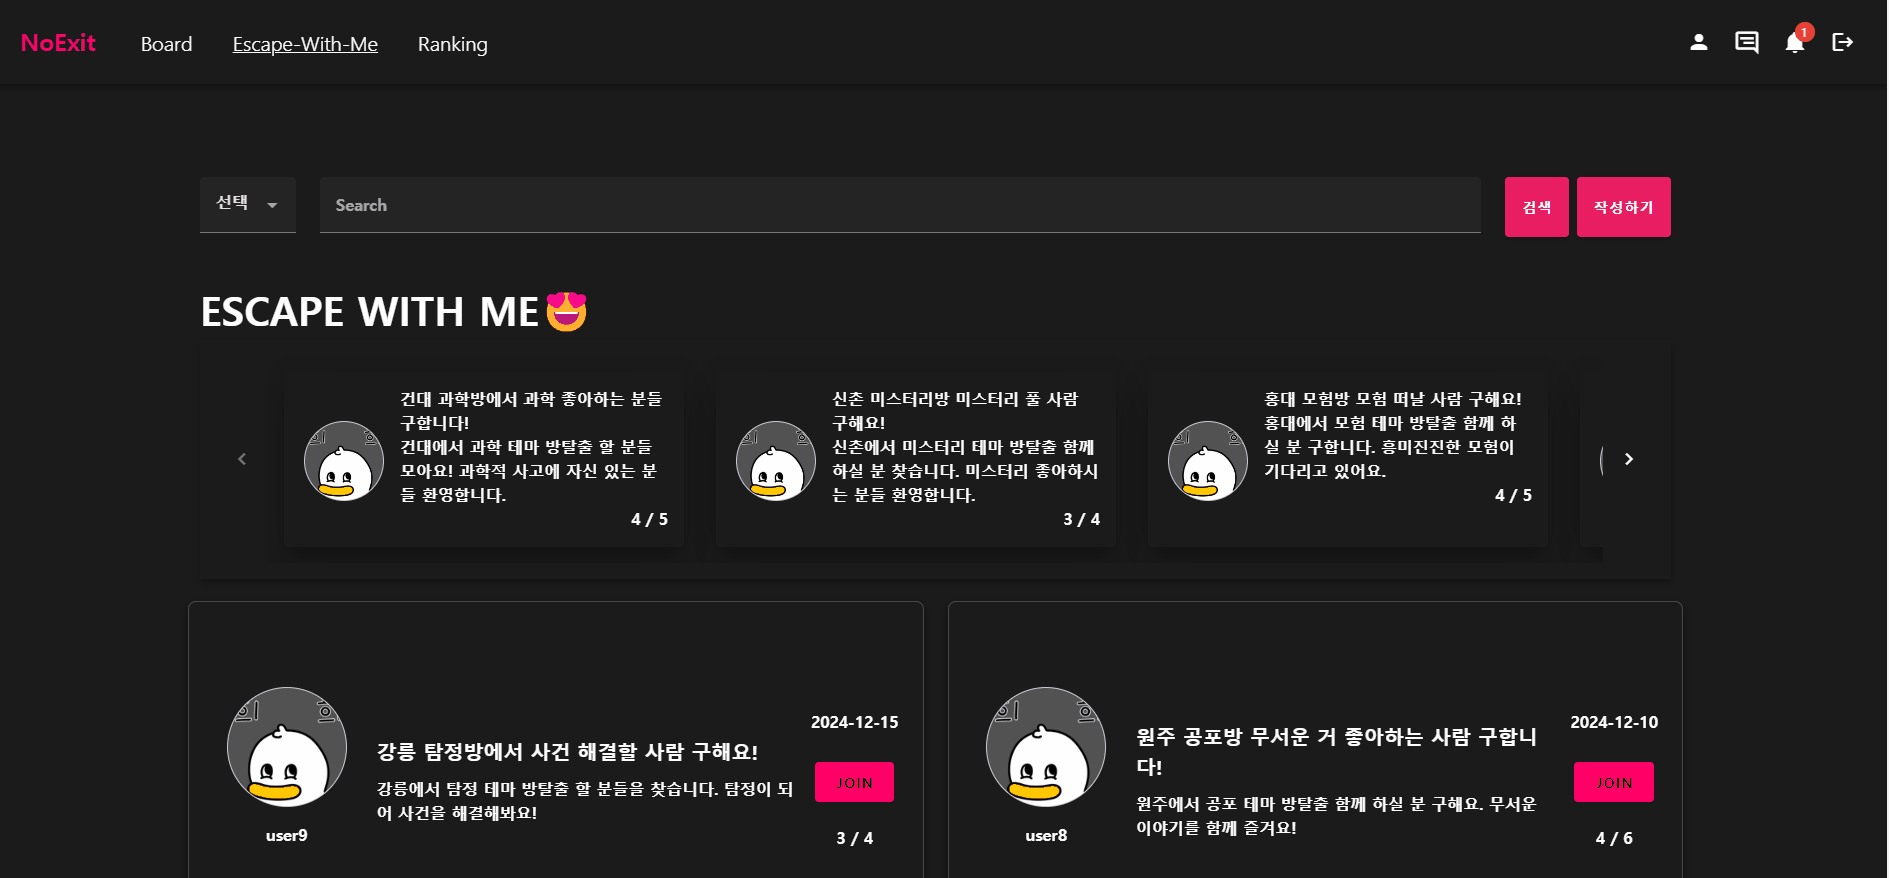 NoExit Board Escape-With-Me Ranking 1
선택 Search 검색 작성하기
ESCAPE WITH ME
건대 과학방에서 과학 좋아하는 분들
구합니다!
건대에서 과학 테마 방탈출 할 분들
모아요! 과학적 사고에 자신 있는 분
들 환영합니다.
4 / 5
신촌 미스터리방 미스터리 풀 사람
구해요!
신촌에서 미스터리 테마 방탈출 함께
하실 분 찾습니다. 미스터리 좋아하시
는 분들 환영합니다.
3 / 4
홍대 모험방 모험 떠날 사람 구해요!
홍대에서 모험 테마 방탈출 함께 하
실 분 구합니다. 흥미진진한 모험이
기다리고 있어요.
4 / 5
강릉 탐정방에서 사건 해결할 사람 구해요!
강릉에서 탐정 테마 방탈출 할 분들을 찾습니다. 탐정이 되
어 사건을 해결해봐요!
user9
2024-12-15
JOIN
3 / 4
원주 공포방 무서운 거 좋아하는 사람 구합니
다!
원주에서 공포 테마 방탈출 함께 하실 분 구해요. 무서운
이야기를 함께 즐겨요!
user8
2024-12-10
JOIN
4 / 6